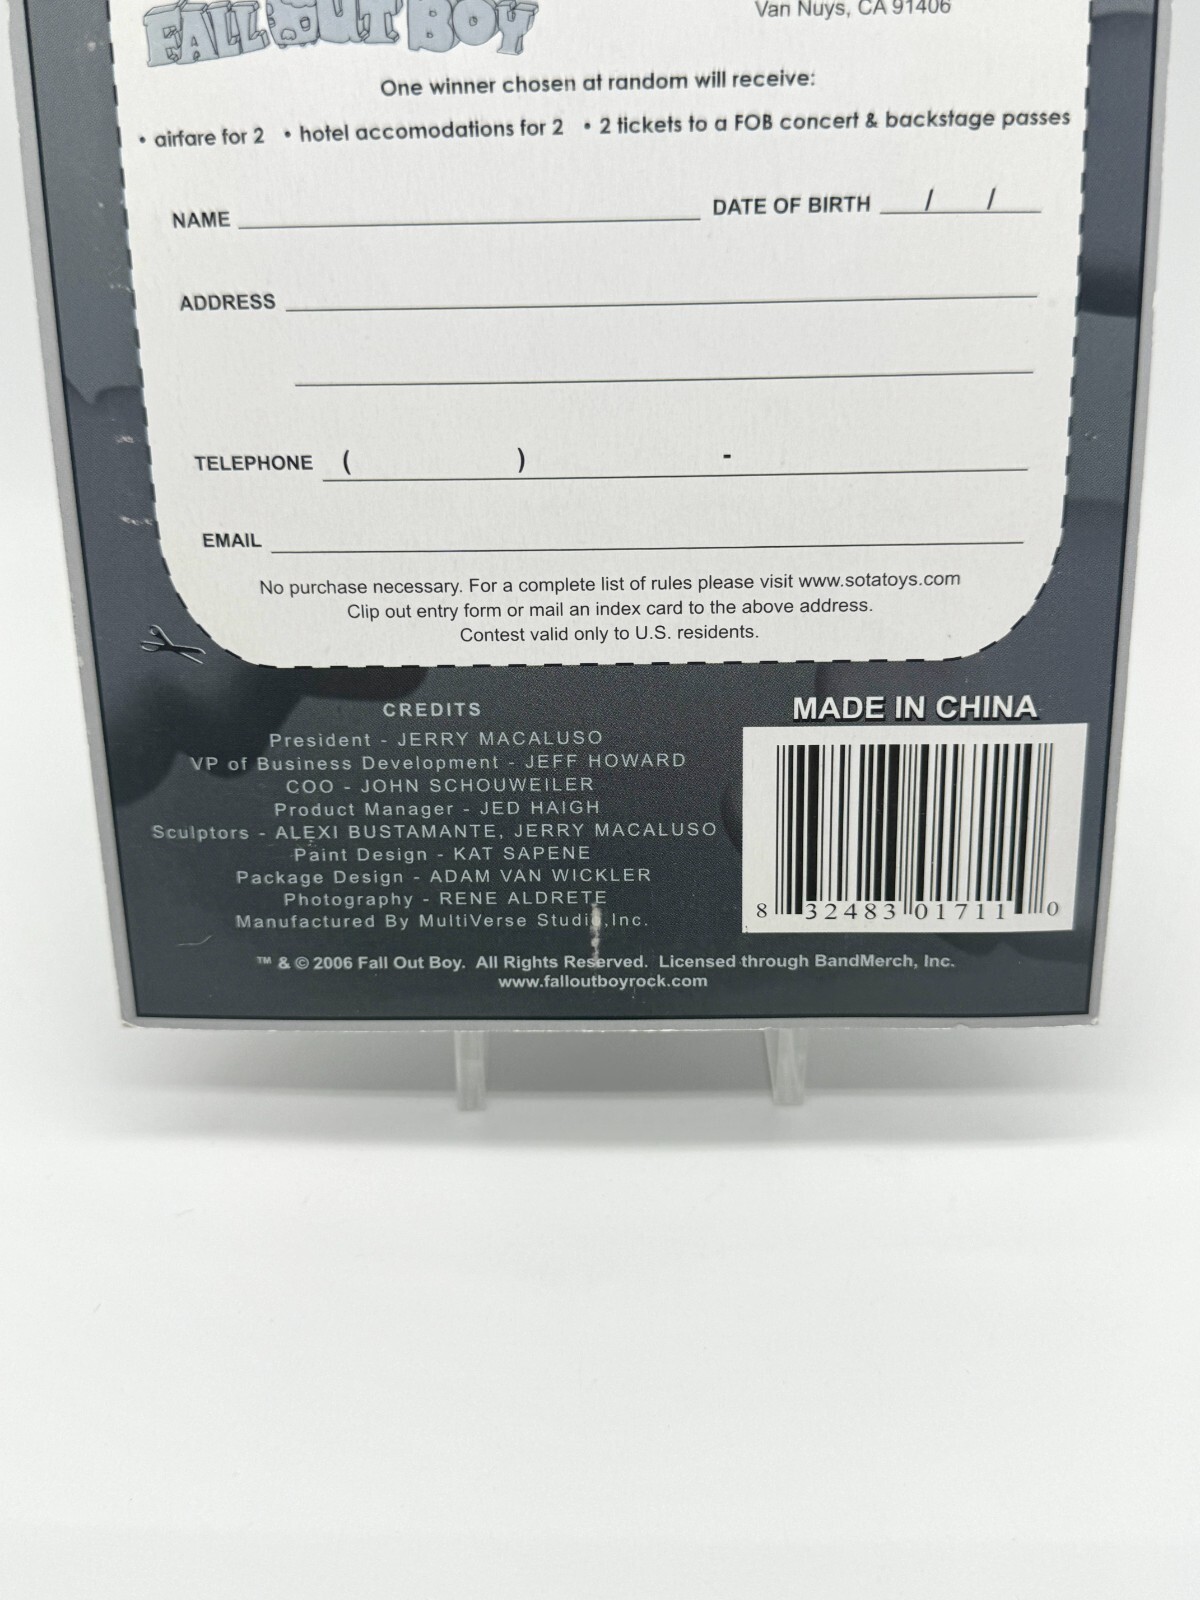 FALL OUT BOY
Van Nuys, CA 91406
One winner chosen at random will receive:
• airfare for 2 • hotel accomodations for 2 • 2 tickets to a FOB concert & backstage passes
NAME DATE OF BIRTH / /
ADDRESS
TELEPHONE ( ) -
EMAIL
No purchase necessary. For a complete list of rules please visit www.sotatoys.com
Clip out entry form or mail an index card to the above address.
Contest valid only to U.S. residents.
CREDITS
President - JERRY MACALUSO
VP of Business Development - JEFF HOWARD
COO - JOHN SCHOUWEILER
Product Manager - JED HAIGH
Sculptors - ALEXI BUSTAMANTE, JERRY MACALUSO
Paint Design - KAT SAPENE
Package Design - ADAM VAN WICKLER
Photography - RENE ALDRETE
Manufactured By MultiVerse Studio,Inc.
MADE IN CHINA
8 32483 01711 0
™ & © 2006 Fall Out Boy. All Rights Reserved. Licensed through BandMerch, Inc.
www.falloutboyrock.com